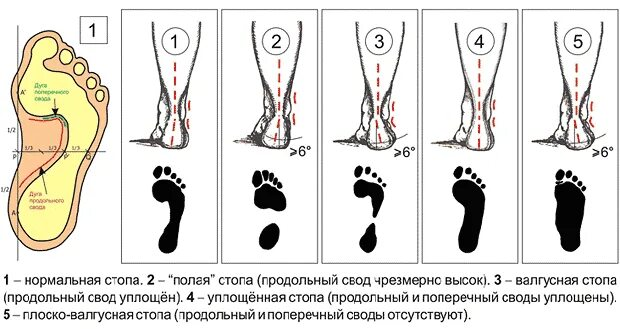 1
Дуга
поперечного
свода
A'
1/2
1/3
1/3
1/3
P
P'
1/2
Дуга
продольного
свода
A
1
2
3
4
5
≥6°
≥6°
≥6°
1 – нормальная стопа. 2 – "полая" стопа (продольный свод чрезмерно высок). 3 – валгусная стопа
(продольный свод уплощён). 4 – уплощённая стопа (продольный и поперечный своды уплощены).
5 – плоско-валгусная стопа (продольный и поперечный своды отсутствуют).